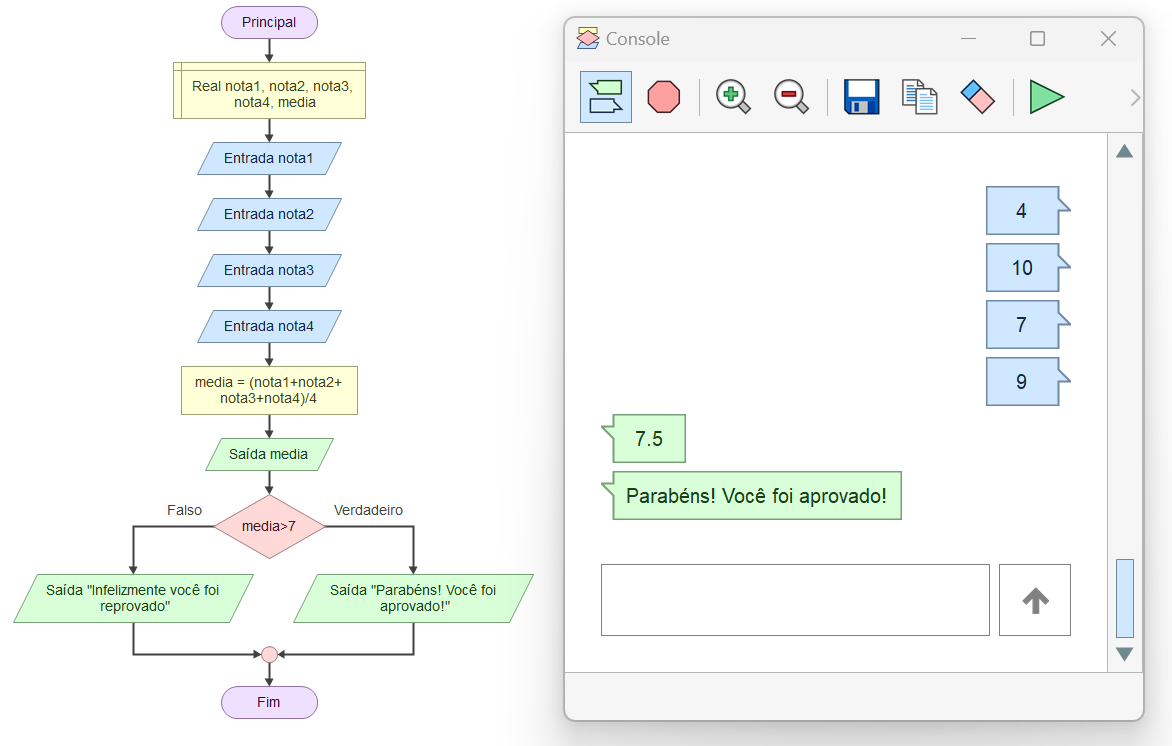 Principal
Real nota1, nota2, nota3,
nota4, media
Entrada nota1
Entrada nota2
Entrada nota3
Entrada nota4
media = (nota1+nota2+
nota3+nota4)/4
Saída media
Falso
media>7
Verdadeiro
Saída "Infelizmente você foi
reprovado"
Saída "Parabéns! Você foi
aprovado!"
Fim
Console
4
10
7
9
7.5
Parabéns! Você foi aprovado!